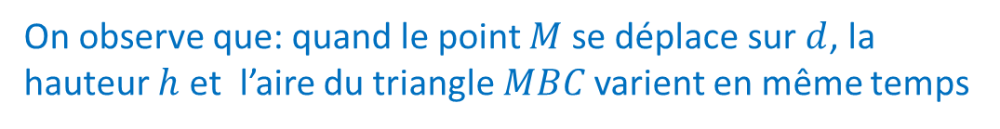 On observe que: quand le point M se déplace sur d, la
hauteur h et l’aire du triangle MBC varient en même temps